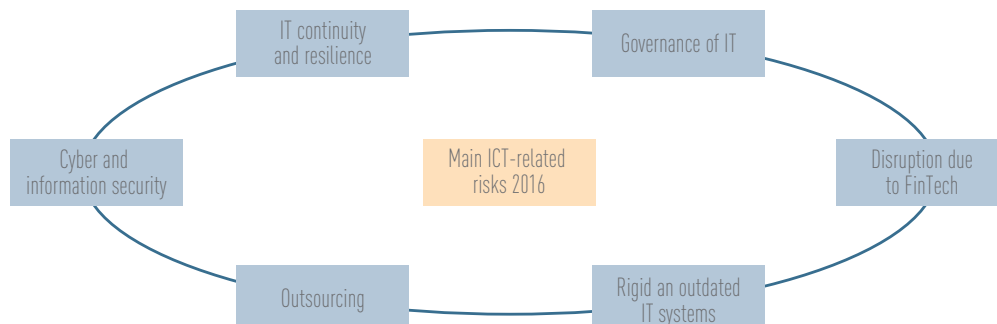 IT continuity
and resilience
Governance of IT
Cyber and
information security
Main ICT-related
risks 2016
Disruption due
to FinTech
Outsourcing
Rigid an outdated
IT systems